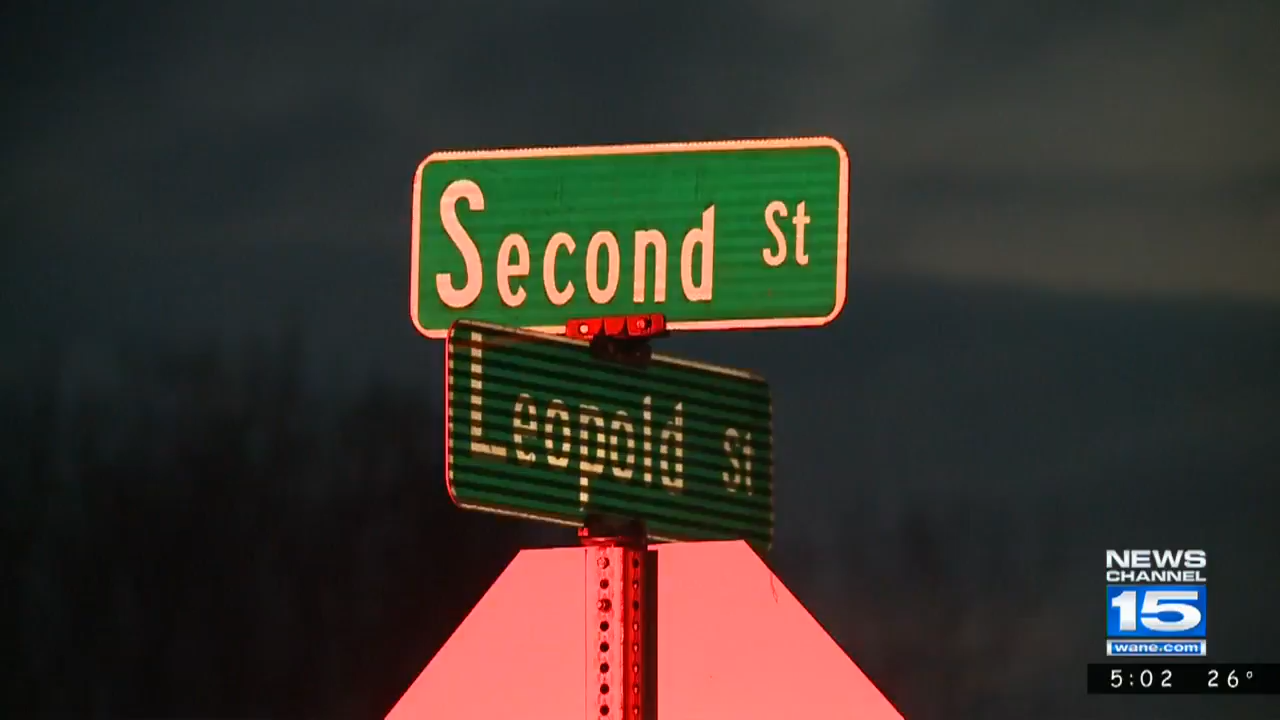 Second St
Leopold St
NEWS
CHANNEL
15
wane.com
5:02 26°